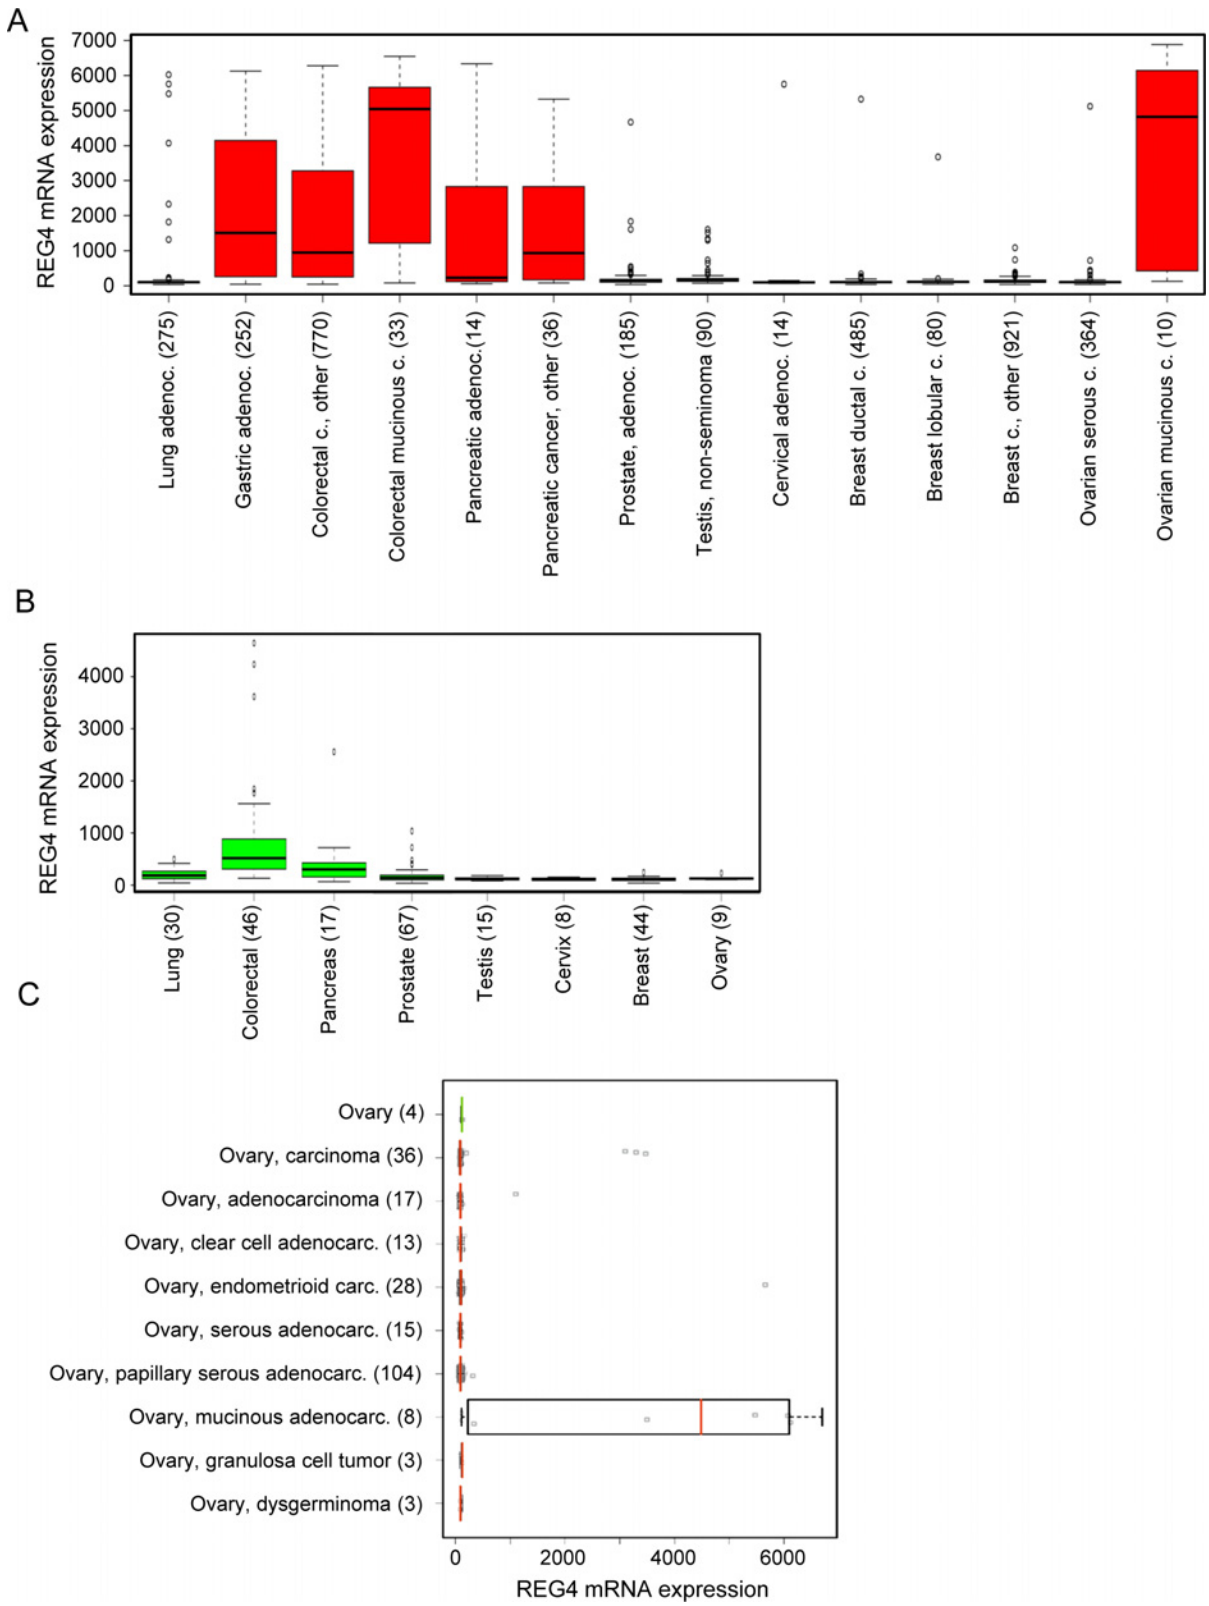 A
REG4 mRNA expression
7000
6000
5000
4000
3000
2000
1000
0
Lung adenoc. (275)
Gastric adenoc. (252)
Colorectal c., other (770)
Colorectal mucinous c. (33)
Pancreatic adenoc.(14)
Pancreatic cancer, other (36)
Prostate, adenoc. (185)
Testis, non-seminoma (90)
Cervical adenoc. (14)
Breast ductal c. (485)
Breast lobular c. (80)
Breast c., other (921)
Ovarian serous c. (364)
Ovarian mucinous c. (10)
B
REG4 mRNA expression
4000
3000
2000
1000
0
Lung (30)
Colorectal (46)
Pancreas (17)
Prostate (67)
Testis (15)
Cervix (8)
Breast (44)
Ovary (9)
C
Ovary (4)
Ovary, carcinoma (36)
Ovary, adenocarcinoma (17)
Ovary, clear cell adenocarc. (13)
Ovary, endometrioid carc. (28)
Ovary, serous adenocarc. (15)
Ovary, papillary serous adenocarc. (104)
Ovary, mucinous adenocarc. (8)
Ovary, granulosa cell tumor (3)
Ovary, dysgerminoma (3)
0 2000 4000 6000
REG4 mRNA expression